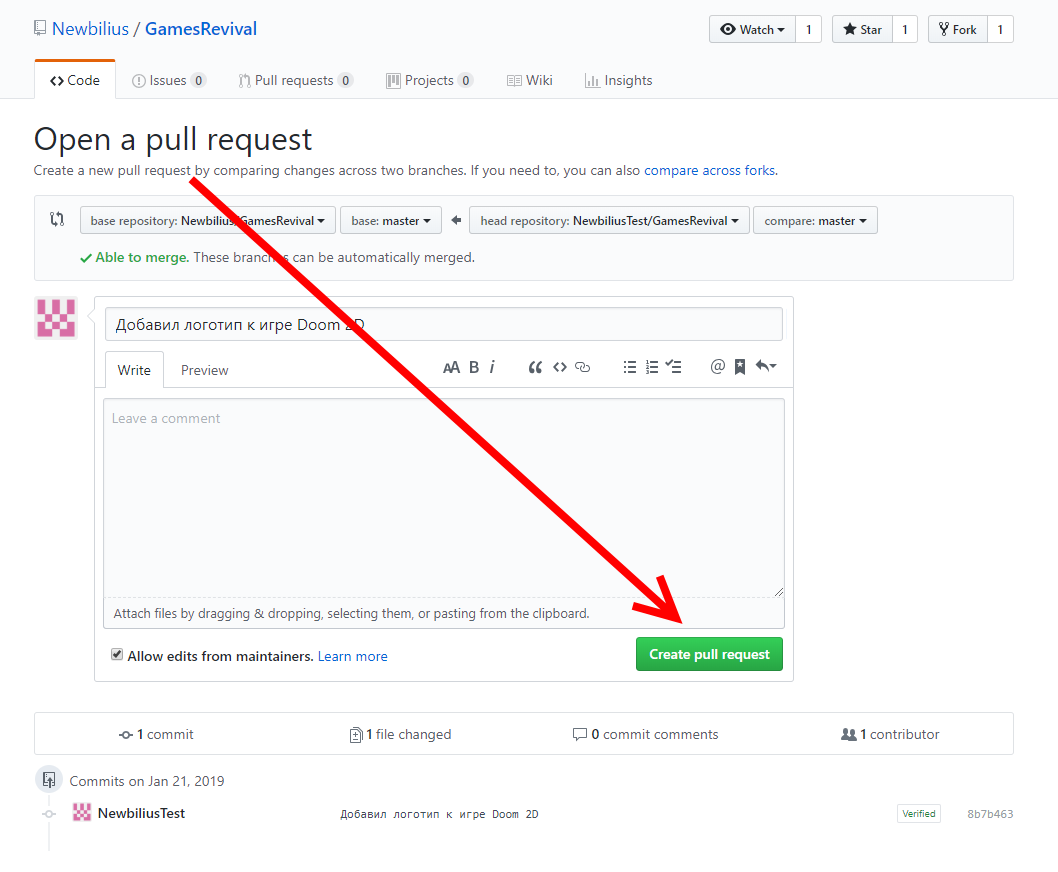 Newbilius / GamesRevival
Watch 1 Star 1 Fork 1
Code Issues 0 Pull requests 0 Projects 0 Wiki Insights
Open a pull request
Create a new pull request by comparing changes across two branches. If you need to, you can also compare across forks.
base repository: Newbilius/GamesRevival base: master head repository: NewbiliusTest/GamesRevival compare: master
Able to merge. These branches can be automatically merged.
Добавил логотип к игре Doom 2D
Write Preview AA B i
Leave a comment
Attach files by dragging & dropping, selecting them, or pasting from the clipboard.
Allow edits from maintainers. Learn more Create pull request
1 commit 1 file changed 0 commit comments 1 contributor
Commits on Jan 21, 2019
NewbiliusTest Добавил логотип к игре Doom 2D Verified 8b7b463